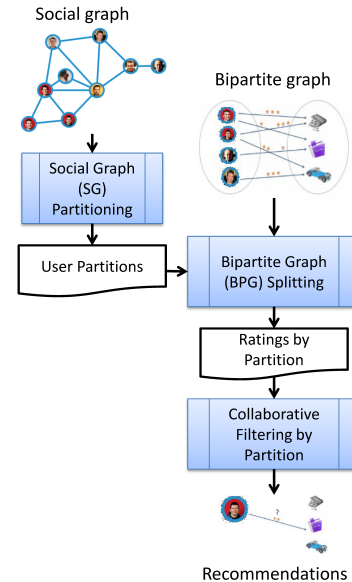 Social graph
Bipartite graph
Social Graph
(SG)
Partitioning
User Partitions
Bipartite Graph
(BPG) Splitting
Ratings by
Partition
Collaborative
Filtering by
Partition
?
Recommendations